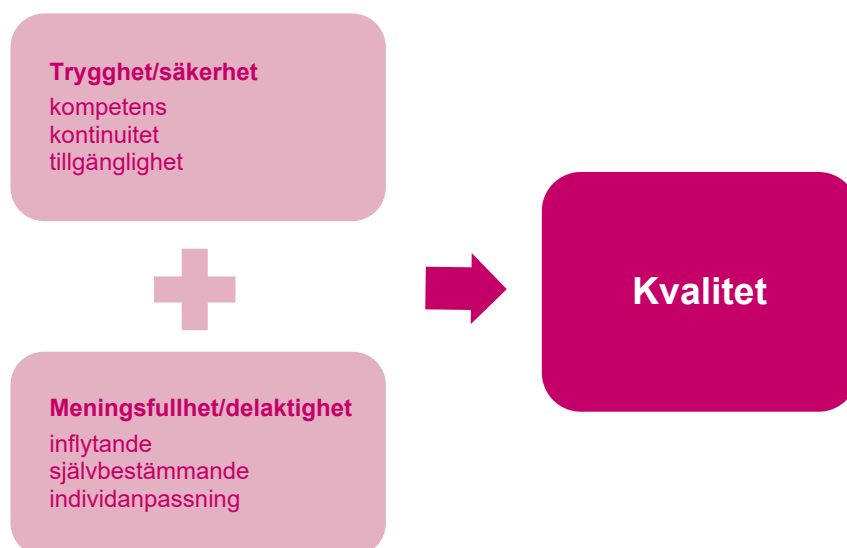 Trygghet/säkerhet
kompetens
kontinuitet
tillgänglighet
Meningsfullhet/delaktighet
inflytande
självbestämmande
individanpassning
Kvalitet